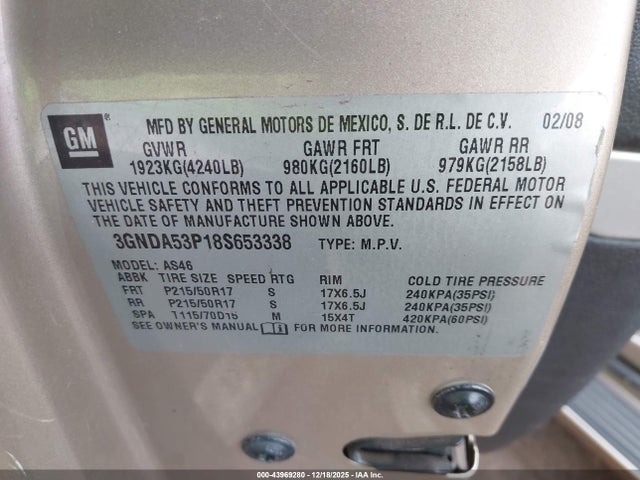 GM
®
MFD BY GENERAL MOTORS DE MEXICO, S. DE R.L. DE C.V. 02/08
GVWR GAWR FRT GAWR RR
1923KG(4240LB) 980KG(2160LB) 979KG(2158LB)
THIS VEHICLE CONFORMS TO ALL APPLICABLE U.S. FEDERAL MOTOR
VEHICLE SAFETY AND THEFT PREVENTION STANDARDS IN EFFECT ON
THE DATE OF MANUFACTURE SHOWN ABOVE.
3GNDA53P18S653338 TYPE: M.P.V.
MODEL: AS46
ABBK TIRE SIZE SPEED RTG RIM COLD TIRE PRESSURE
FRT P215/50R17 S 17X6.5J 240KPA(35PSI)
RR P215/50R17 S 17X6.5J 240KPA(35PSI)
SPA T115/70D15 M 15X4T 420KPA(60PSI)
SEE OWNER'S MANUAL FOR MORE INFORMATION.
000-43969280 - 12/18/2025 - IAAI.com